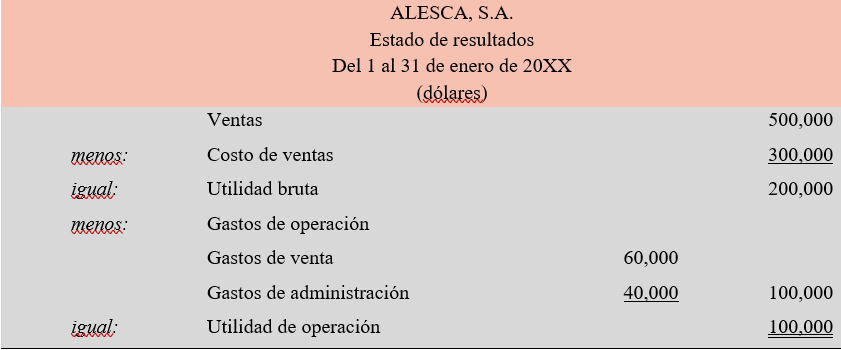 ALESCA, S.A.
Estado de resultados
Del 1 al 31 de enero de 20XX
(dólares)
Ventas 500,000
menos: Costo de ventas 300,000
igual: Utilidad bruta 200,000
menos: Gastos de operación
Gastos de venta 60,000
Gastos de administración 40,000 100,000
igual: Utilidad de operación 100,000